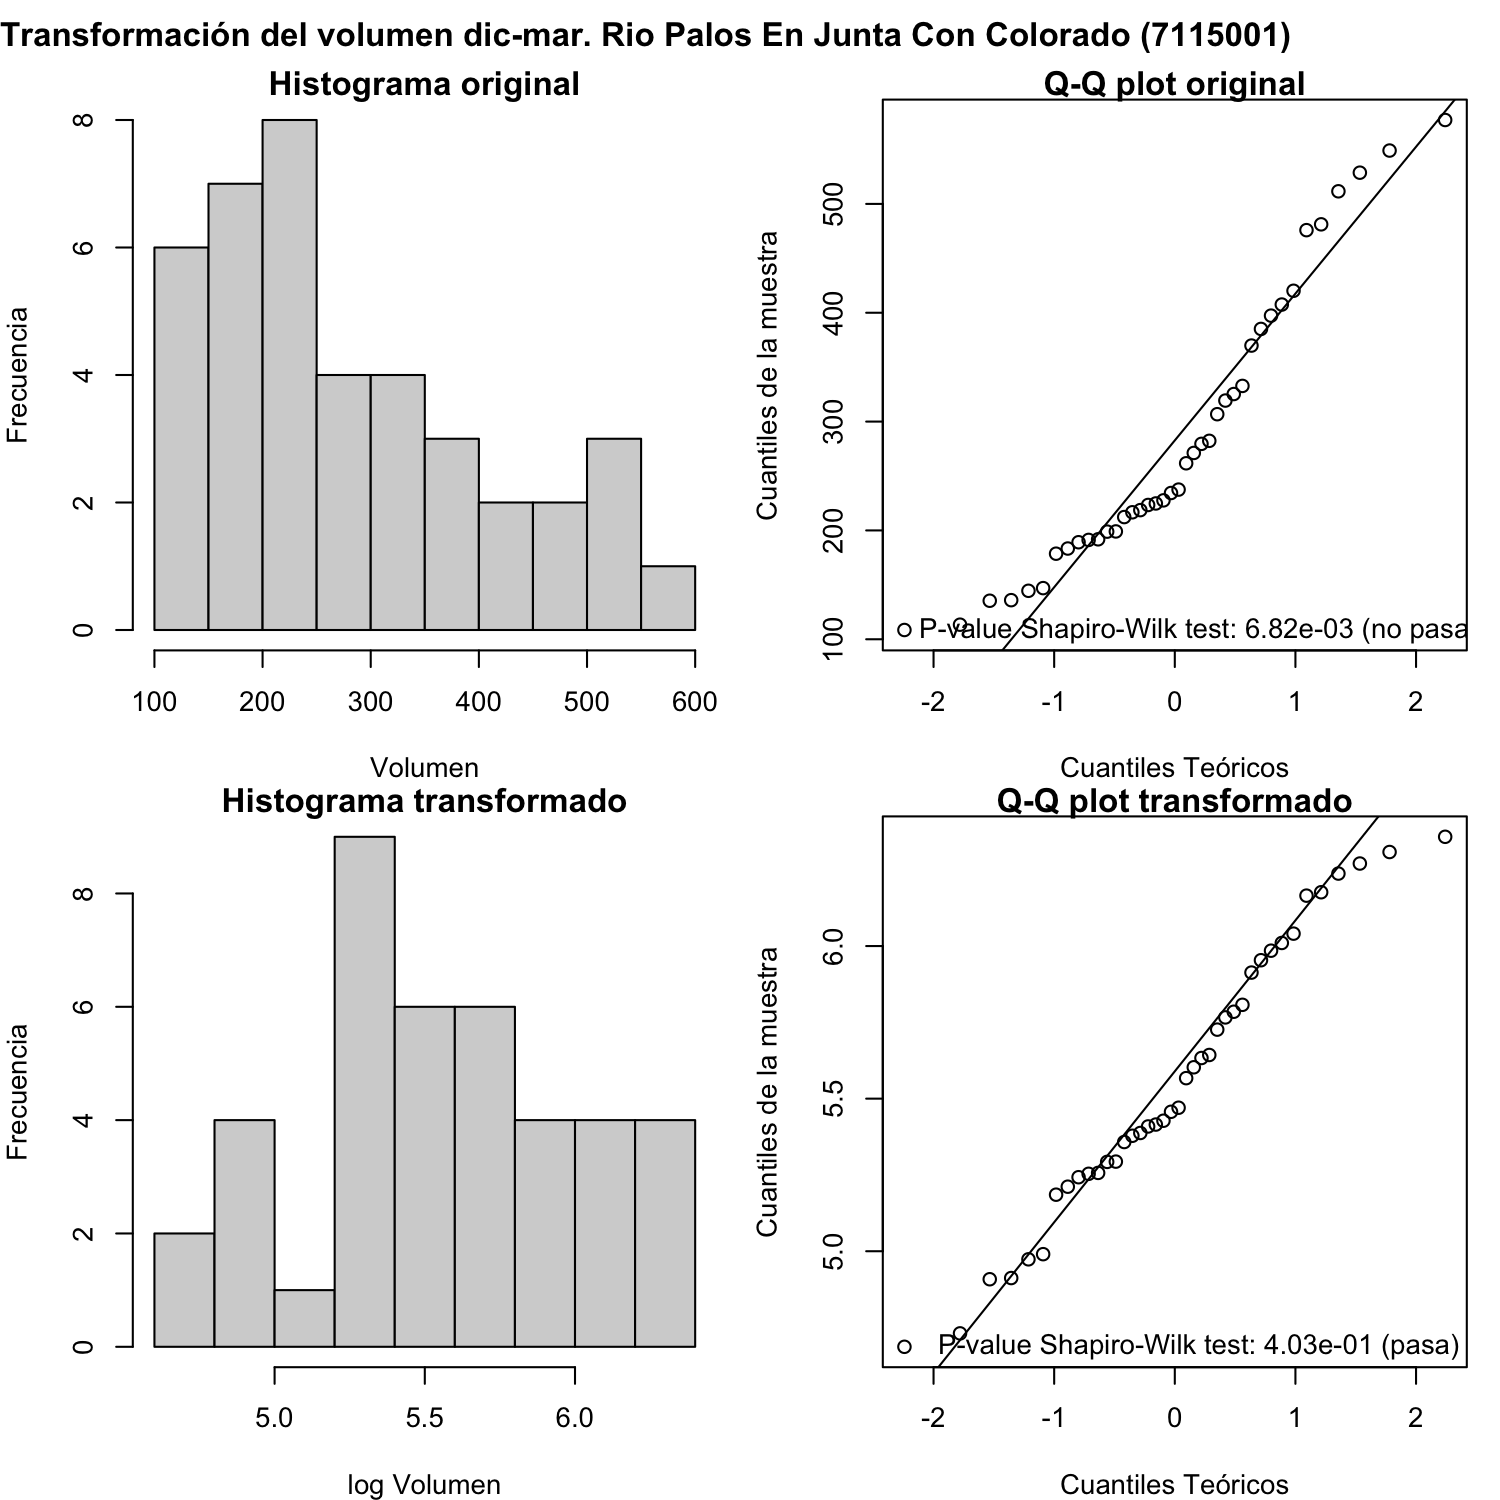 Transformación del volumen dic-mar. Rio Palos En Junta Con Colorado (7115001)
Histograma original
Frecuencia
8
6
4
2
0
100 200 300 400 500 600
Volumen
Q-Q plot original
Cuantiles de la muestra
500
400
300
200
100
P-value Shapiro-Wilk test: 6.82e-03 (no pasa
-2 -1 0 1 2
Cuantiles Teóricos
Histograma transformado
Frecuencia
8
6
4
2
0
5.0 5.5 6.0
log Volumen
Q-Q plot transformado
Cuantiles de la muestra
6.0
5.5
5.0
P-value Shapiro-Wilk test: 4.03e-01 (pasa)
-2 -1 0 1 2
Cuantiles Teóricos